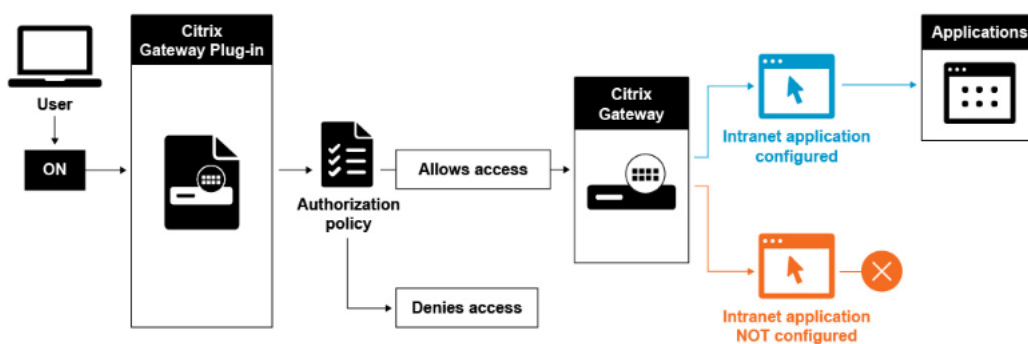 User
ON
Citrix
Gateway Plug-in
Authorization
policy
Allows access
Denies access
Citrix
Gateway
Intranet application
configured
Intranet application
NOT configured
Applications